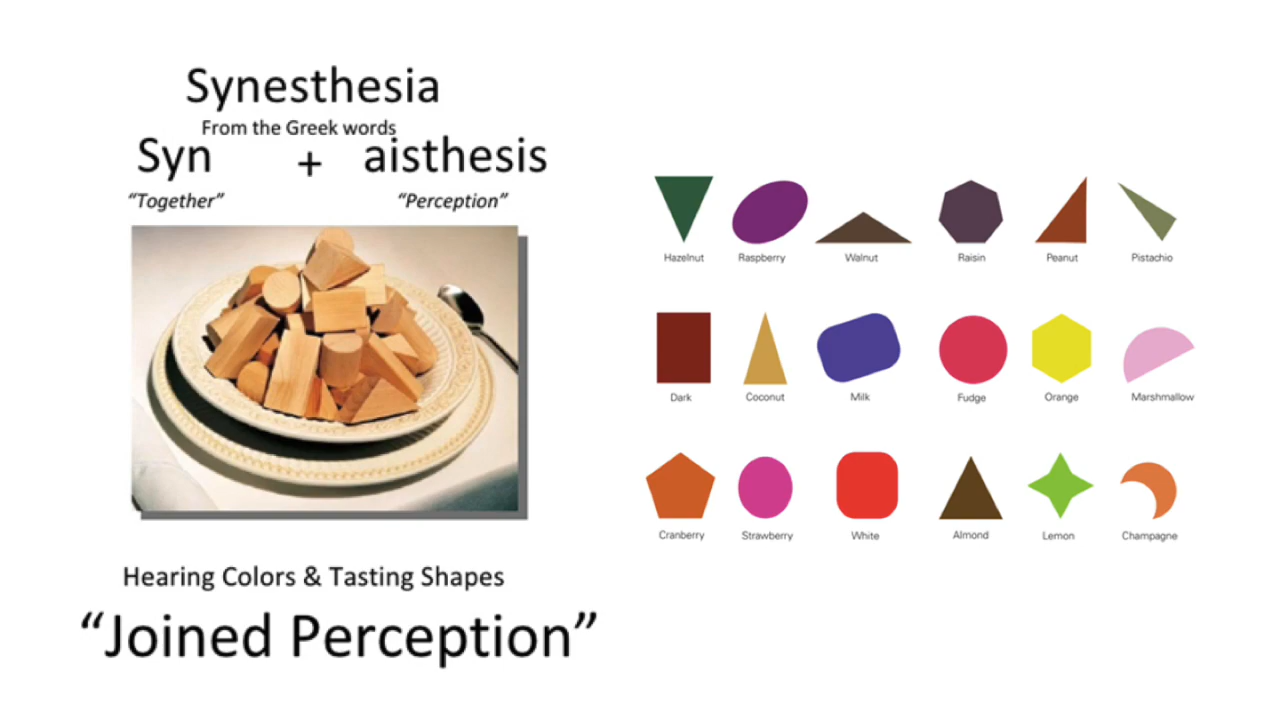 Synesthesia
From the Greek words
Syn + aisthesis
“Together” “Perception”
Hearing Colors & Tasting Shapes
“Joined Perception”
Hazelnut Raspberry Walnut Raisin Peanut Pistachio
Dark Coconut Milk Fudge Orange Marshmallow
Cranberry Strawberry White Almond Lemon Champagne